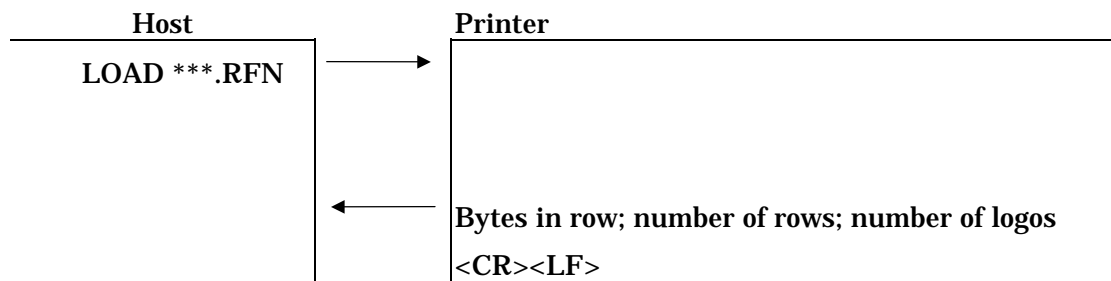 Host Printer
LOAD ***.RFN
Bytes in row; number of rows; number of logos
<CR><LF>